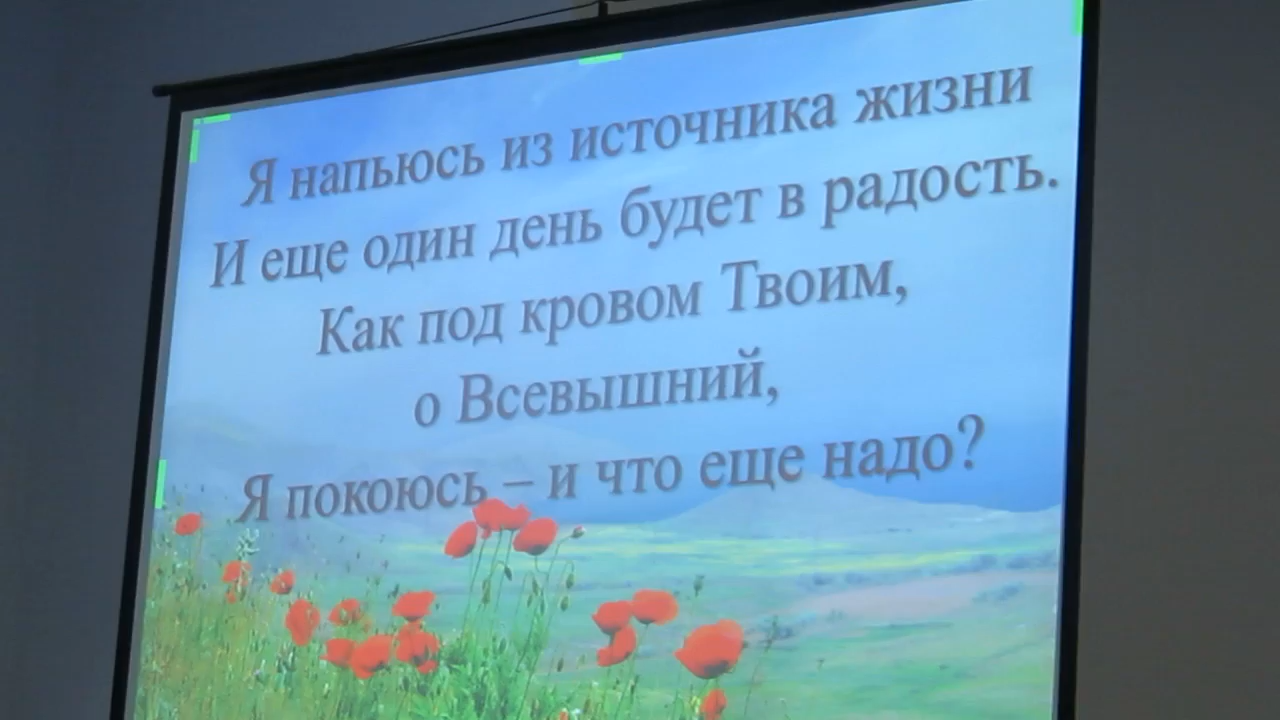 Я напьюсь из источника жизни
И еще один день будет в радость.
Как под кровом Твоим,
о Всевышний,
Я покоюсь – и что еще надо?